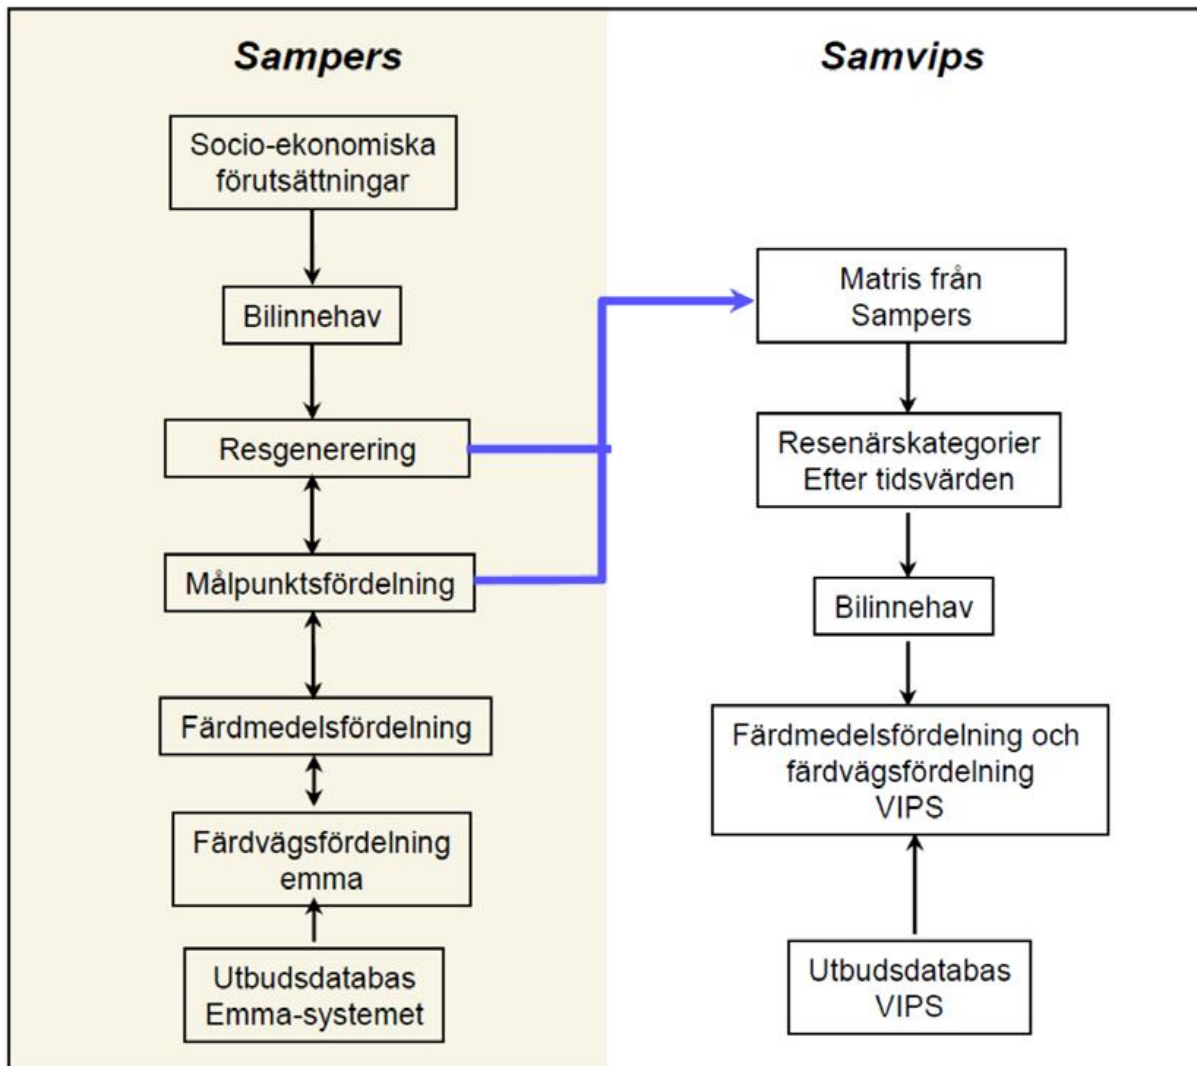 Sampers
Socio-ekonomiska
förutsättningar
Bilinnehav
Resgenerering
Målpunktsfördelning
Färdmedelsfördelning
Färdvägsfördelning
emma
Utbudsdatabas
Emma-systemet
Samvips
Matris från
Sampers
Resenärskategorier
Efter tidsvärden
Bilinnehav
Färdmedelsfördelning och
färdvägsfördelning
VIPS
Utbudsdatabas
VIPS